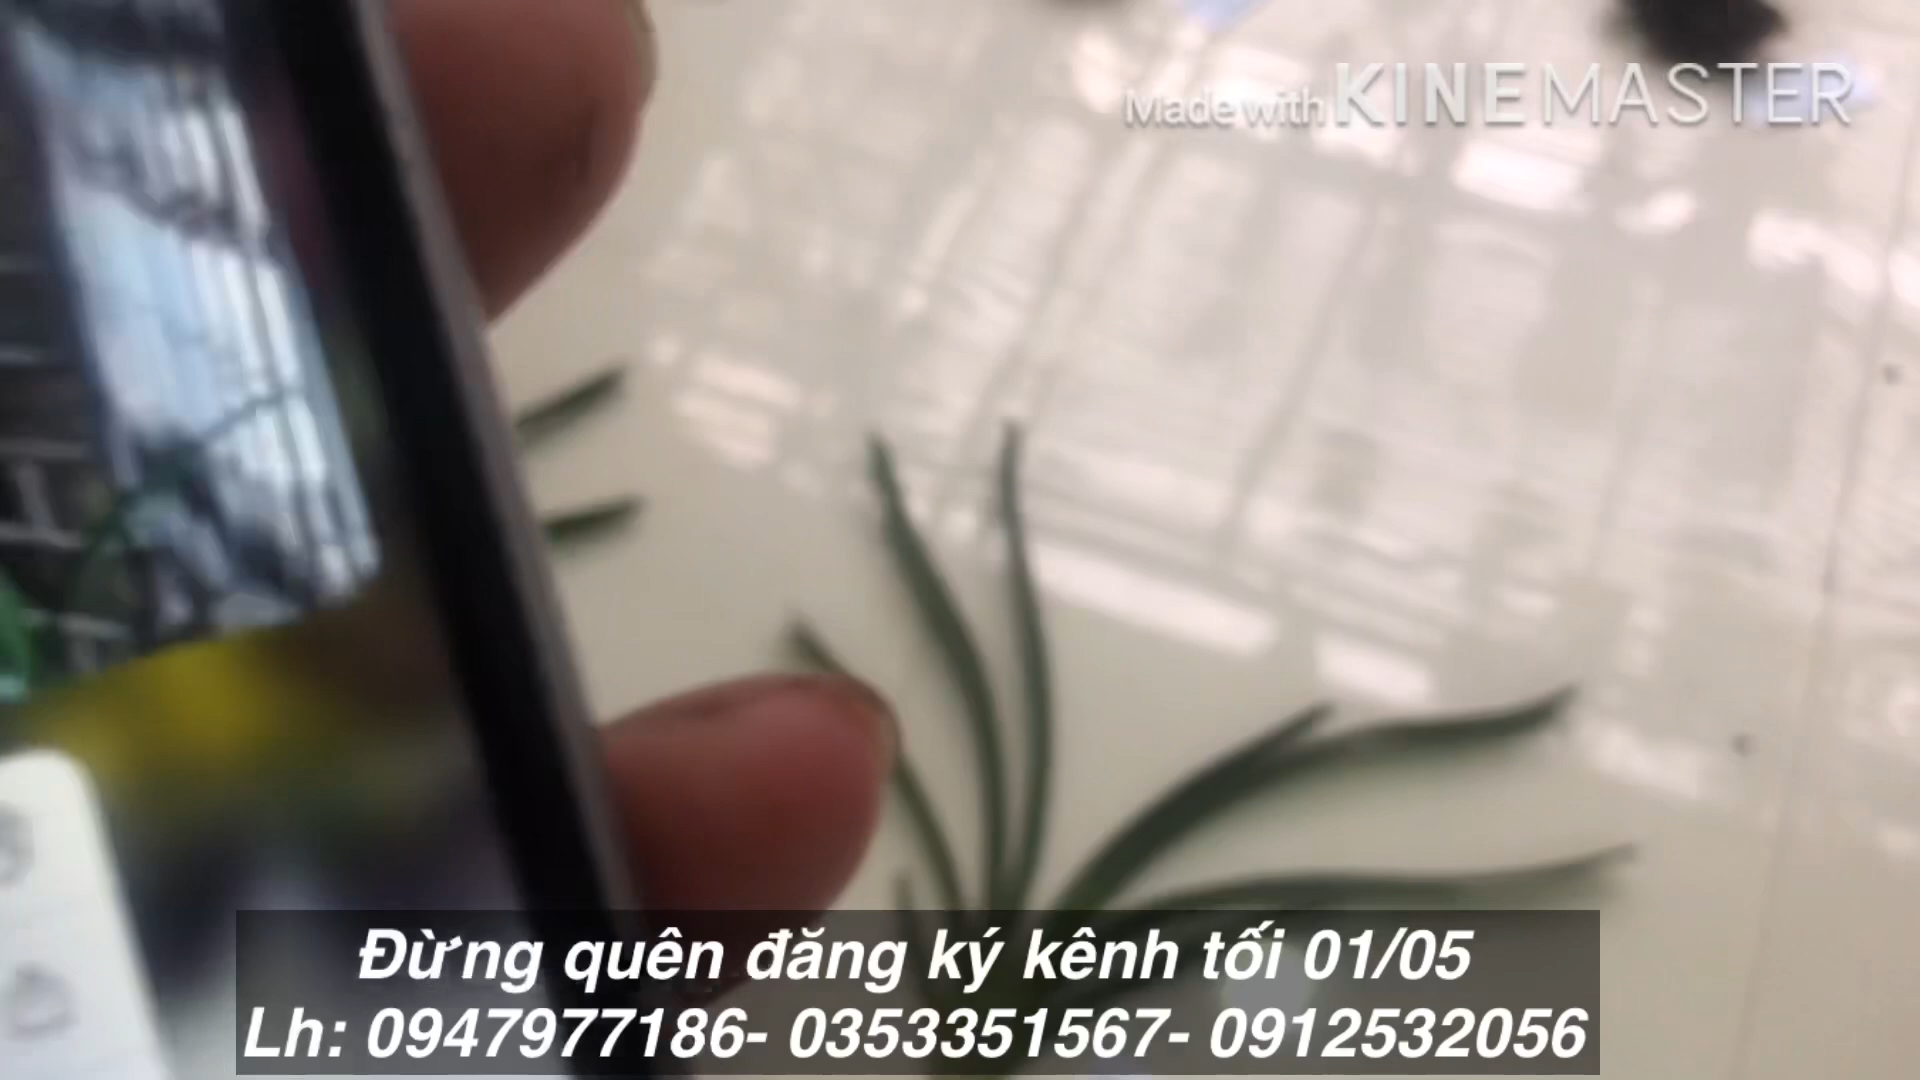 Made with KINEMASTER
Đừng quên đăng ký kênh tối 01/05
Lh: 0947977186- 0353351567- 0912532056